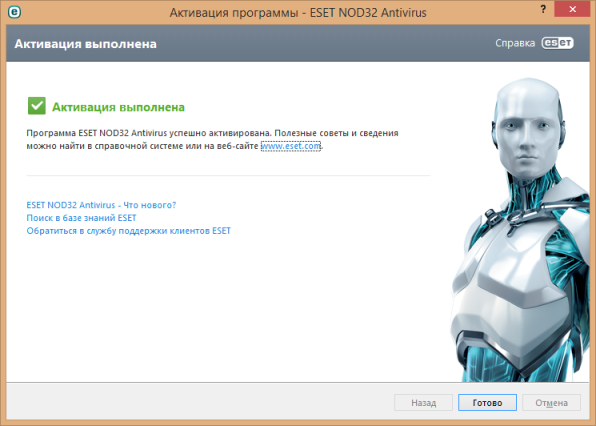 e Активация программы - ESET NOD32 Antivirus ? ×
Активация выполнена Справка eseT
Активация выполнена
Программа ESET NOD32 Antivirus успешно активирована. Полезные советы и сведения
можно найти в справочной системе или на веб-сайте www.eset.com.
ESET NOD32 Antivirus - Что нового?
Поиск в базе знаний ESET
Обратиться в службу поддержки клиентов ESET
Назад Готово Отмена